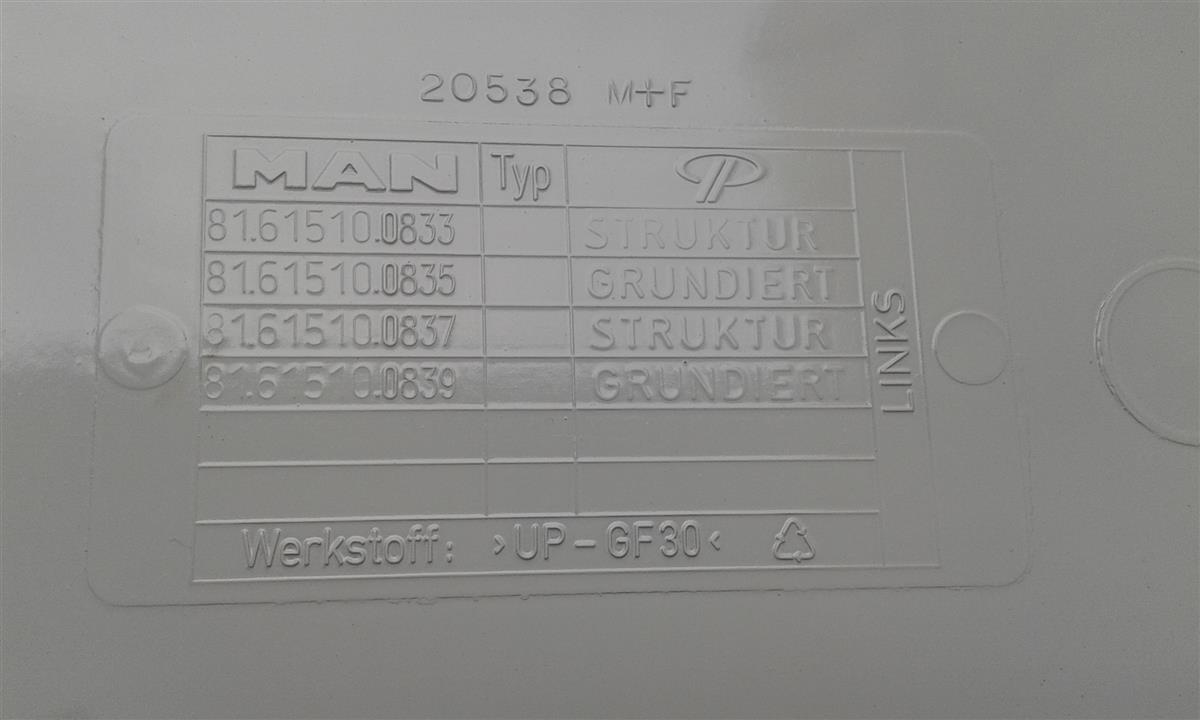 20538 M+F
MAN Typ
81.61510.0833 STRUKTUR
81.61510.0835 GRUNDIERT
81.61510.0837 STRUKTUR
81.61510.0839 GRUNDIERT
LINKS
Werkstoff: >UP-GF30<